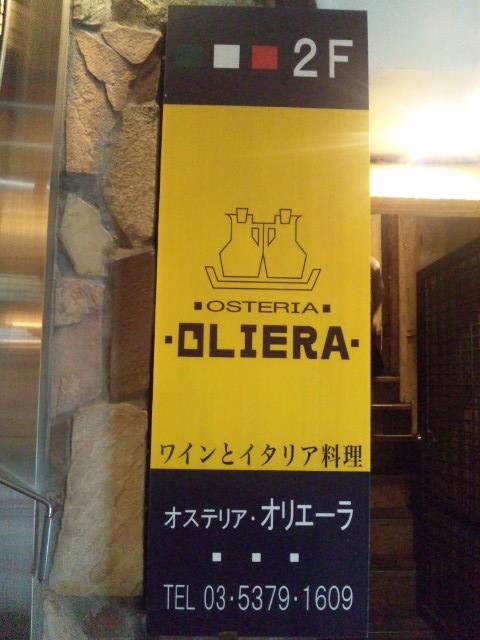 2F
OSTERIA
OLIERA
ワインとイタリア料理
オステリア・オリエーラ
TEL 03・5379・1609